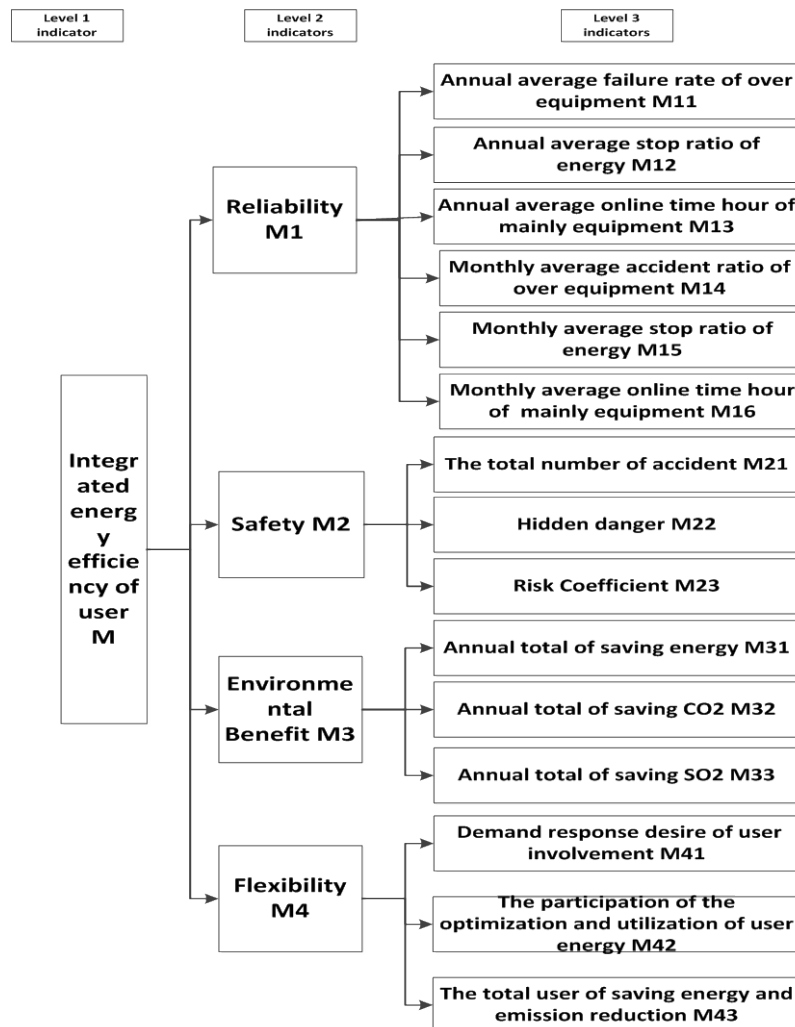 Level 1
indicator
Level 2
indicators
Level 3
indicators
Integr
ated
energ
y
efficie
ncy of
user
M
Reliability
M1
Annual average failure rate of over
equipment M11
Annual average stop ratio of
energy M12
Annual average online time hour of
mainly equipment M13
Monthly average accident ratio of
over equipment M14
Monthly average stop ratio of
energy M15
Monthly average online time hour
of mainly equipment M16
Safety M2
The total number of accident M21
Hidden danger M22
Risk Coefficient M23
Environme
ntal
Benefit M3
Annual total of saving energy M31
Annual total of saving CO2 M32
Annual total of saving SO2 M33
Flexibility
M4
Demand response desire of user
involvement M41
The participation of the
optimization and utilization of user
energy M42
The total user of saving energy and
emission reduction M43